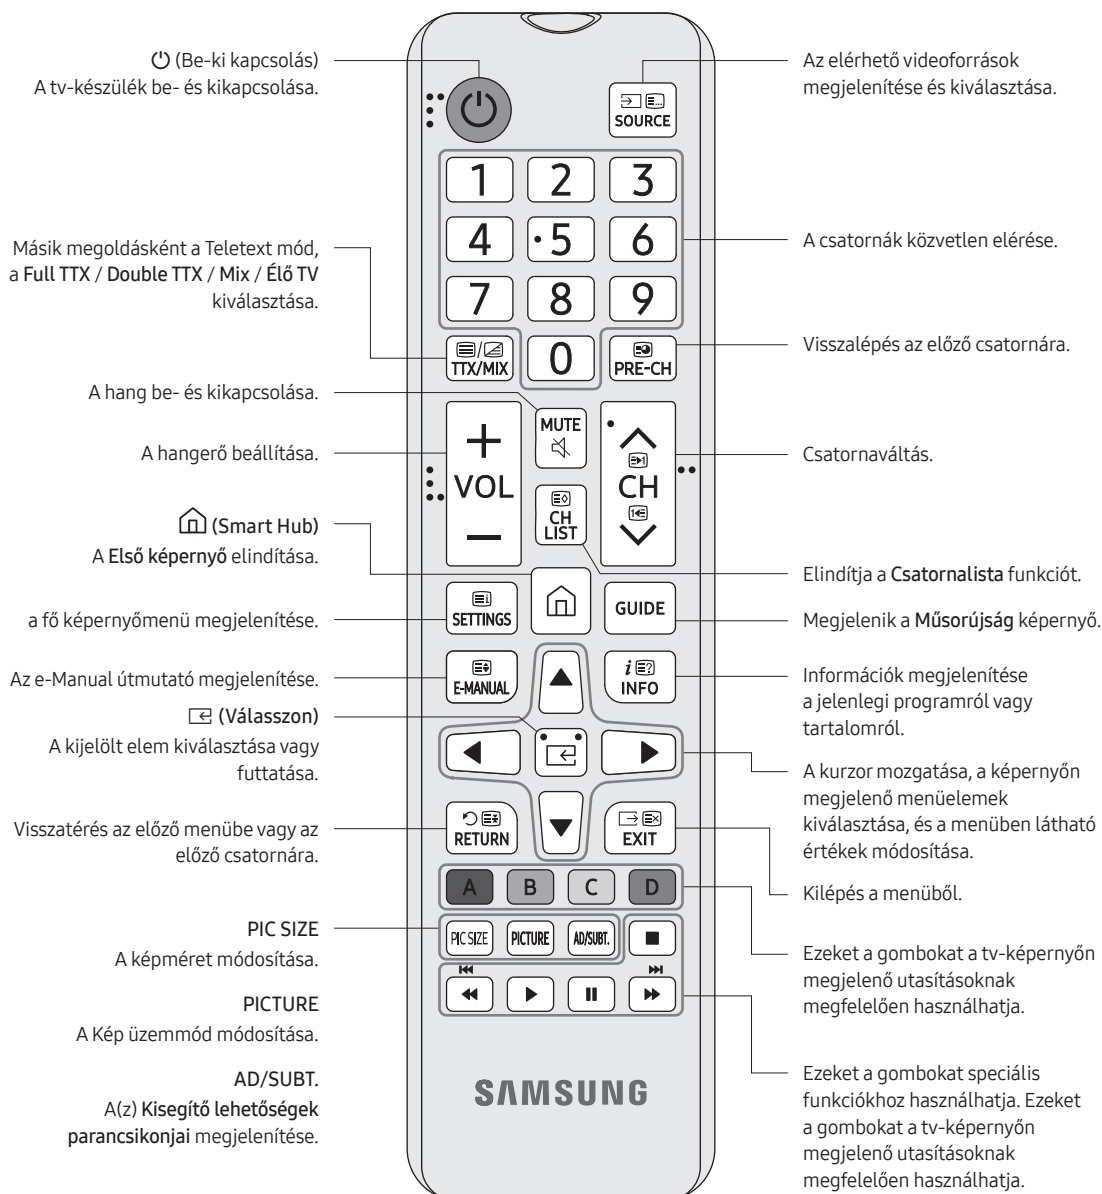 ⏻ (Be-ki kapcsolás)
A tv-készülék be- és kikapcsolása.
Másik megoldásként a Teletext mód,
a Full TTX / Double TTX / Mix / Élő TV
kiválasztása.
A hang be- és kikapcsolása.
A hangerő beállítása.
(Smart Hub)
A Első képernyő elindítása.
a fő képernyőmenü megjelenítése.
Az e-Manual útmutató megjelenítése.
(Válasszon)
A kijelölt elem kiválasztása vagy
futtatása.
Visszatérés az előző menübe vagy az
előző csatornára.
PIC SIZE
A képméret módosítása.
PICTURE
A Kép üzemmód módosítása.
AD/SUBT.
A(z) Kisegítő lehetőségek
parancsikonjai megjelenítése.
SOURCE
1 2 3
4 5 6
7 8 9
TTX/MIX 0 PRE-CH
MUTE
+
VOL
−
CH
CH
LIST
SETTINGS GUIDE
E-MANUAL i INFO
RETURN EXIT
A B C D
PIC SIZE PICTURE AD/SUBT.
SAMSUNG
Az elérhető videoforrások
megjelenítése és kiválasztása.
A csatornák közvetlen elérése.
Visszalépés az előző csatornára.
Csatornaváltás.
Elindítja a Csatornalista funkciót.
Megjelenik a Műsorújság képernyő.
Információk megjelenítése
a jelenlegi programról vagy
tartalomról.
A kurzor mozgatása, a képernyőn
megjelenő menüelemek
kiválasztása, és a menüben látható
értékek módosítása.
Kilépés a menüből.
Ezeket a gombokat a tv-képernyőn
megjelenő utasításoknak
megfelelően használhatja.
Ezeket a gombokat speciális
funkciókhoz használhatja. Ezeket
a gombokat a tv-képernyőn
megjelenő utasításoknak
megfelelően használhatja.